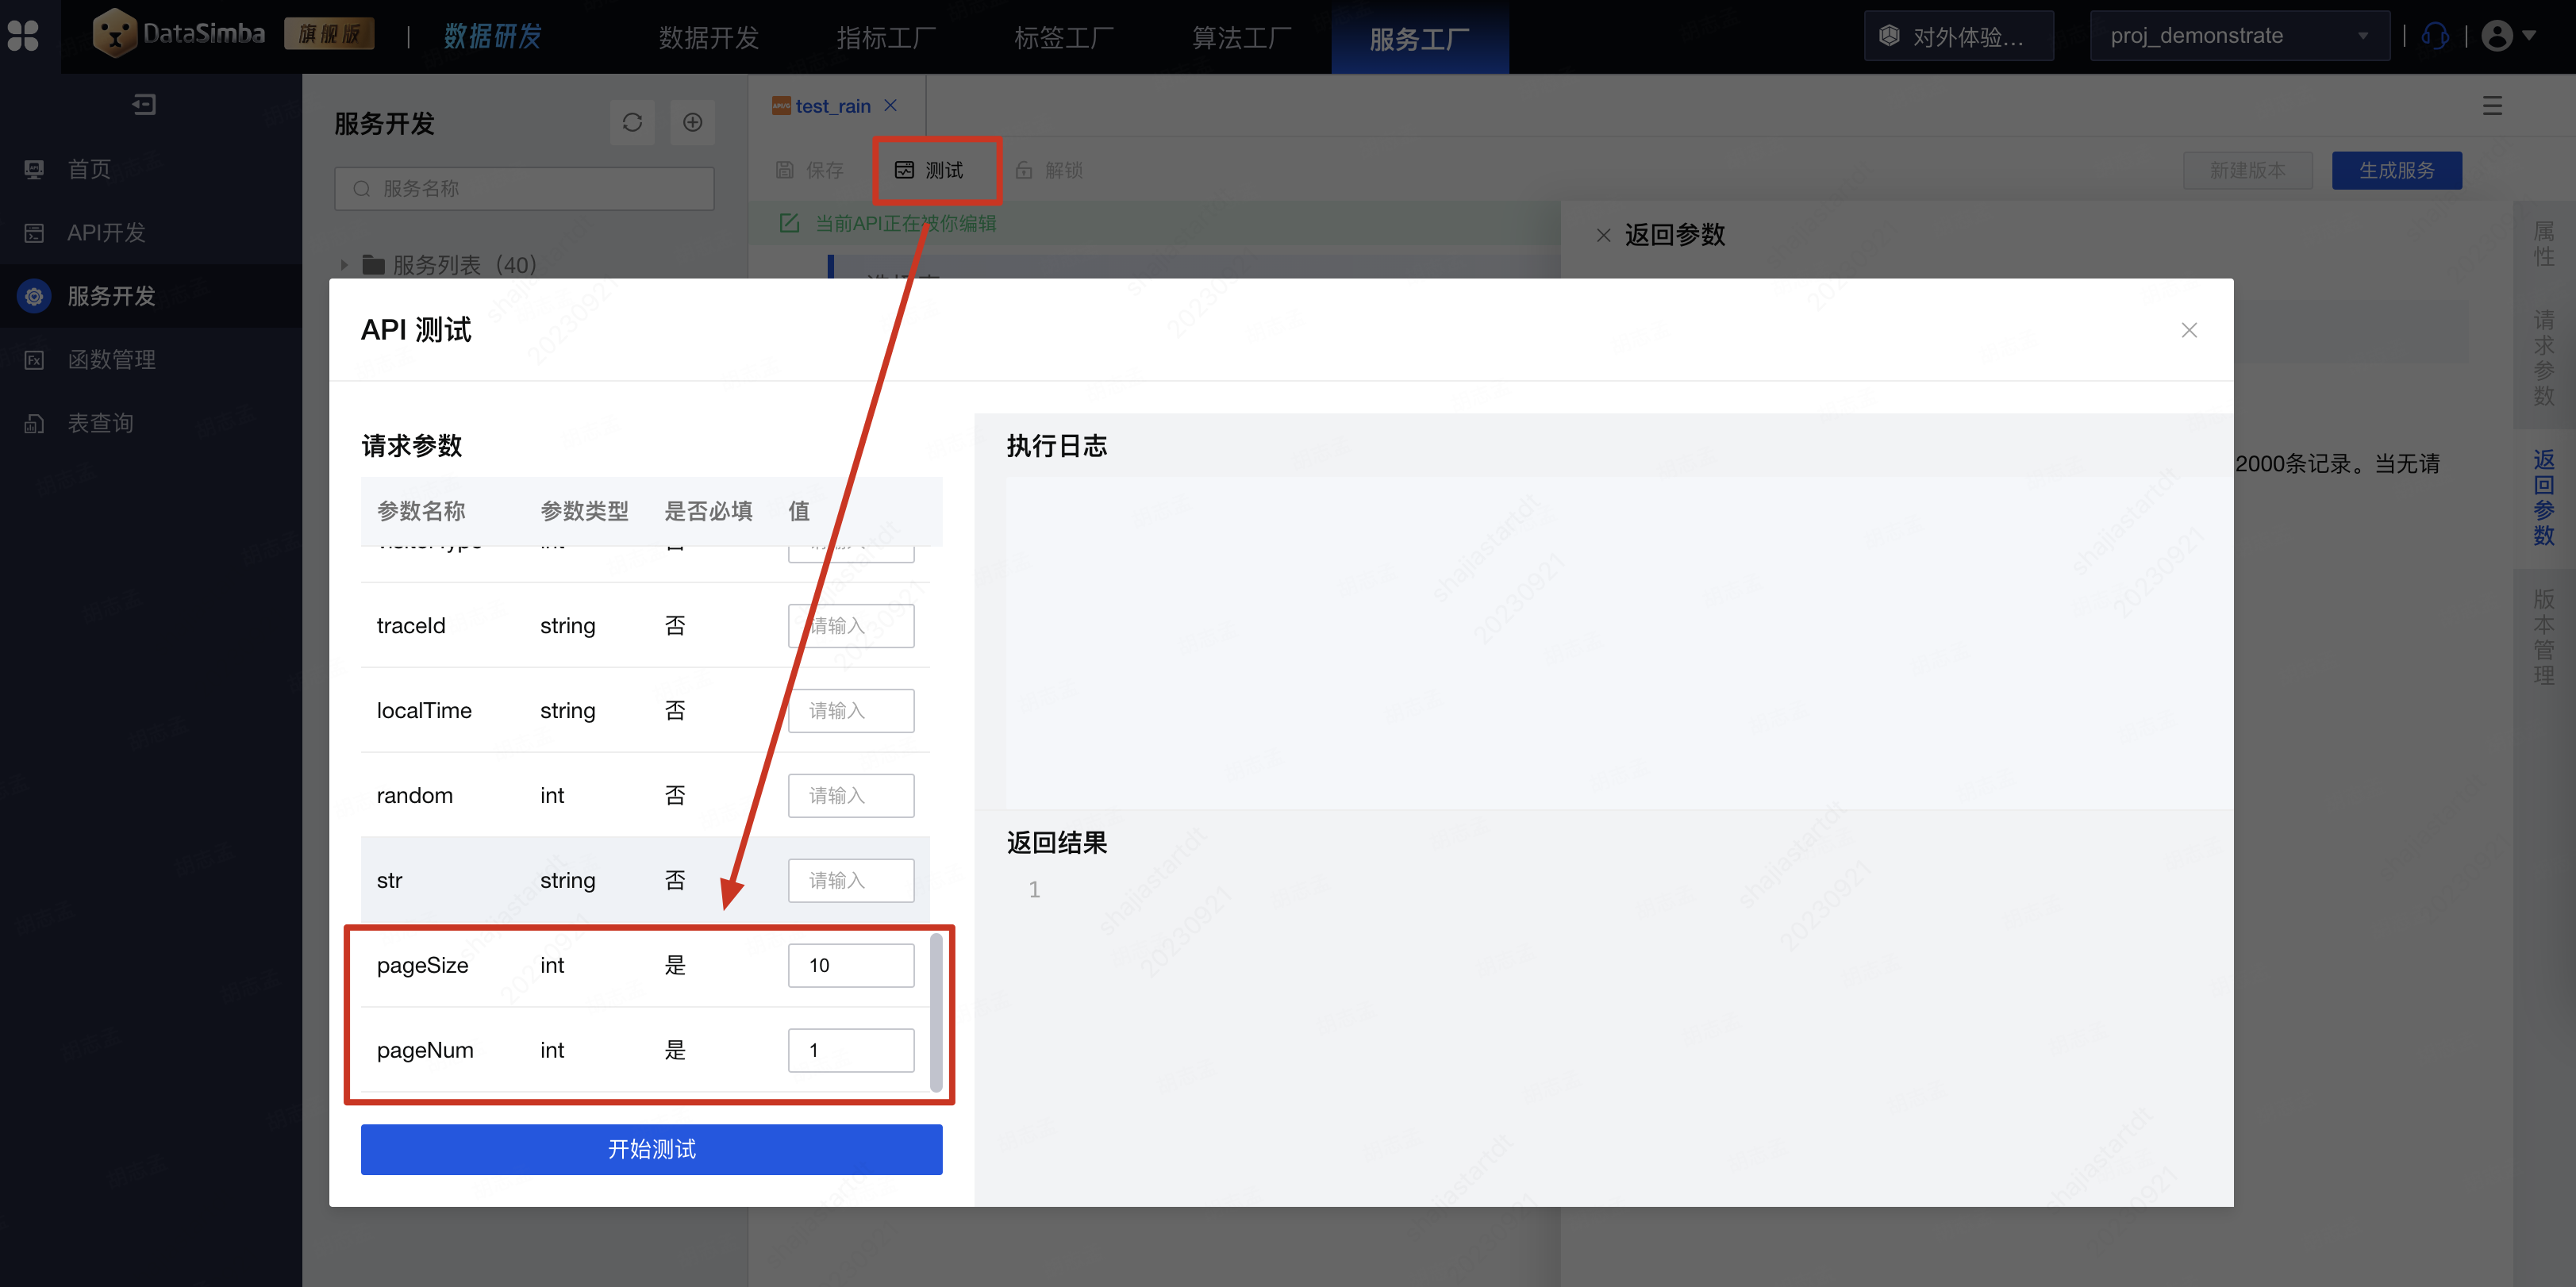 DataSimba 旗舰版 | 数据研发 数据开发 指标工厂 标签工厂 算法工厂 服务工厂 对外体验... proj_demonstrate
首页
API开发
服务开发
函数管理
表查询
服务开发
服务名称
服务列表（40）
test_rain
保存 测试 解锁 新建版本 生成服务
当前API正在被你编辑
返回参数
2000条记录。当无请
属性
请求参数
返回参数
版本管理
API 测试
请求参数
参数名称 参数类型 是否必填 值
traceId string 否 请输入
localTime string 否 请输入
random int 否 请输入
str string 否 请输入
pageSize int 是 10
pageNum int 是 1
开始测试
执行日志
返回结果
1
shajiastartdt
20230921